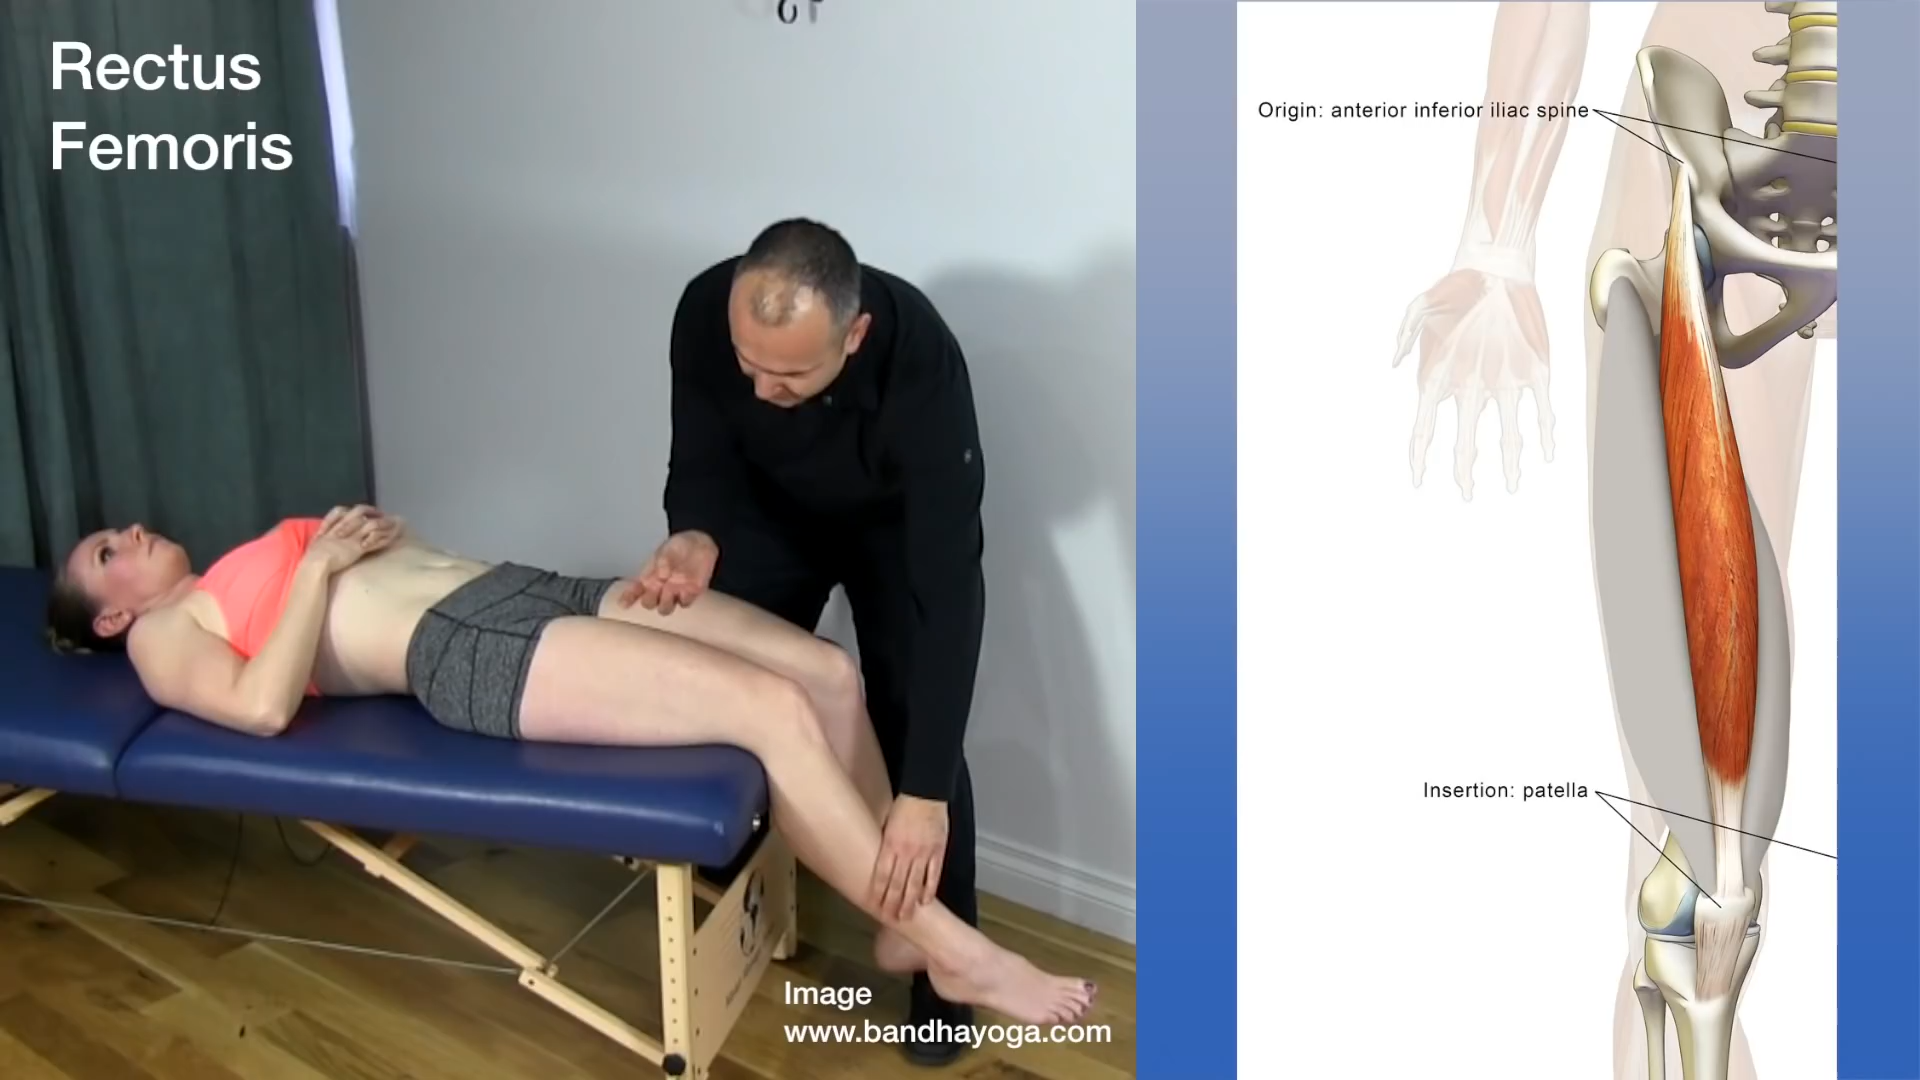 Rectus
Femoris
Origin: anterior inferior iliac spine
Insertion: patella
Image
www.bandhayoga.com